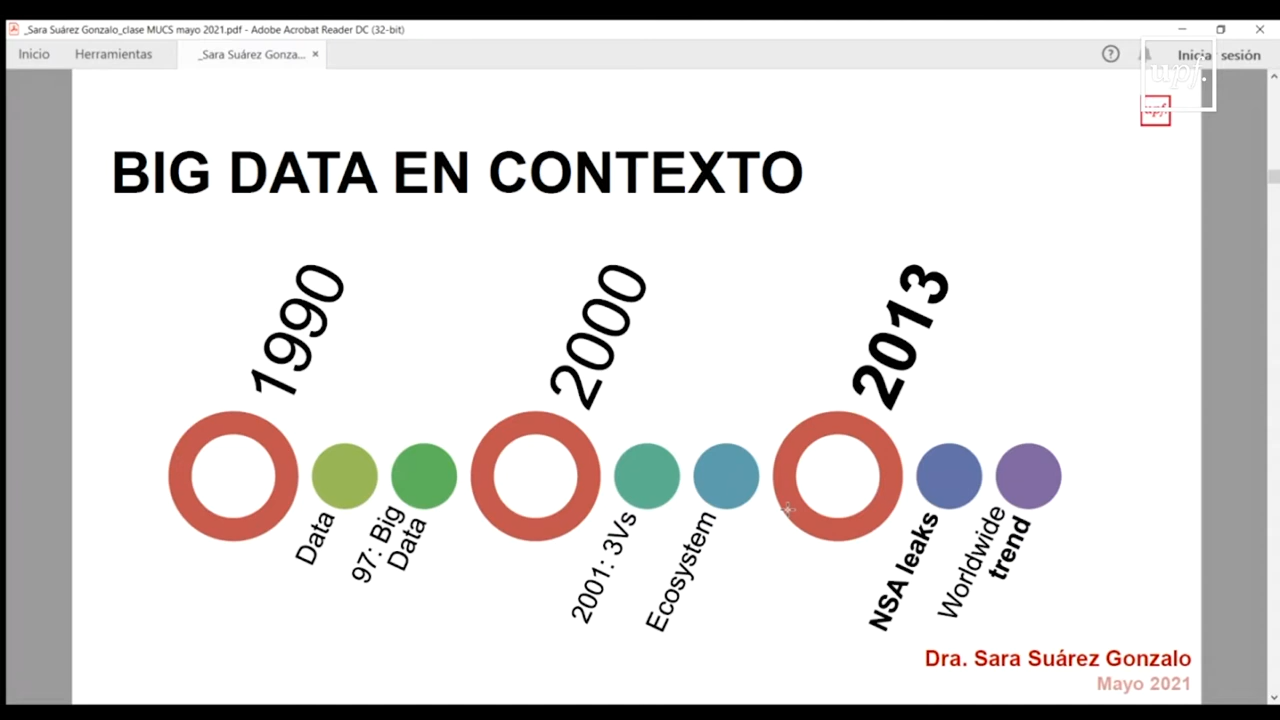 _Sara Suárez Gonzalo_clase MUCS mayo 2021.pdf - Adobe Acrobat Reader DC (32-bit)
Inicio
Herramientas
_Sara Suárez Gonza... ×
Iniciar sesión
upf.
upf.
BIG DATA EN CONTEXTO
1990
2000
2013
Data
97: Big
Data
2001: 3Vs
Ecosystem
NSA leaks
Worldwide
trend
Dra. Sara Suárez Gonzalo
Mayo 2021